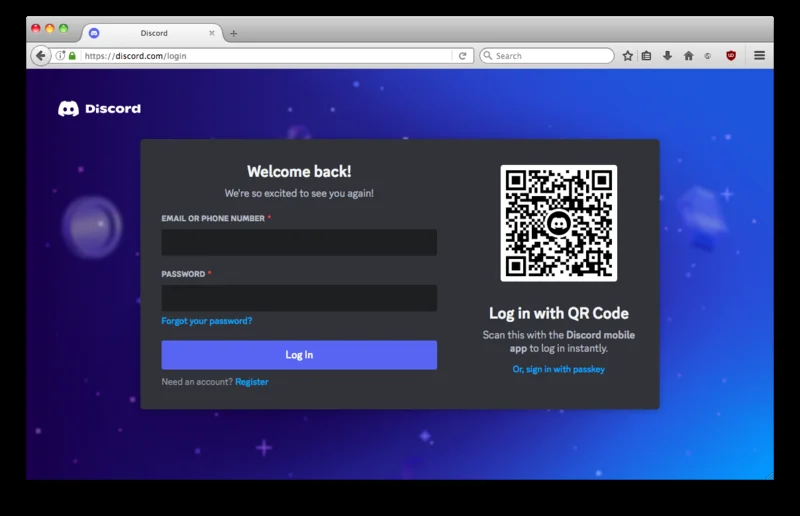 Discord
https://discord.com/login
Search
Discord
Welcome back!
We're so excited to see you again!
EMAIL OR PHONE NUMBER *
PASSWORD *
Forgot your password?
Log In
Need an account? Register
Log in with QR Code
Scan this with the Discord mobile
app to log in instantly.
Or, sign in with passkey